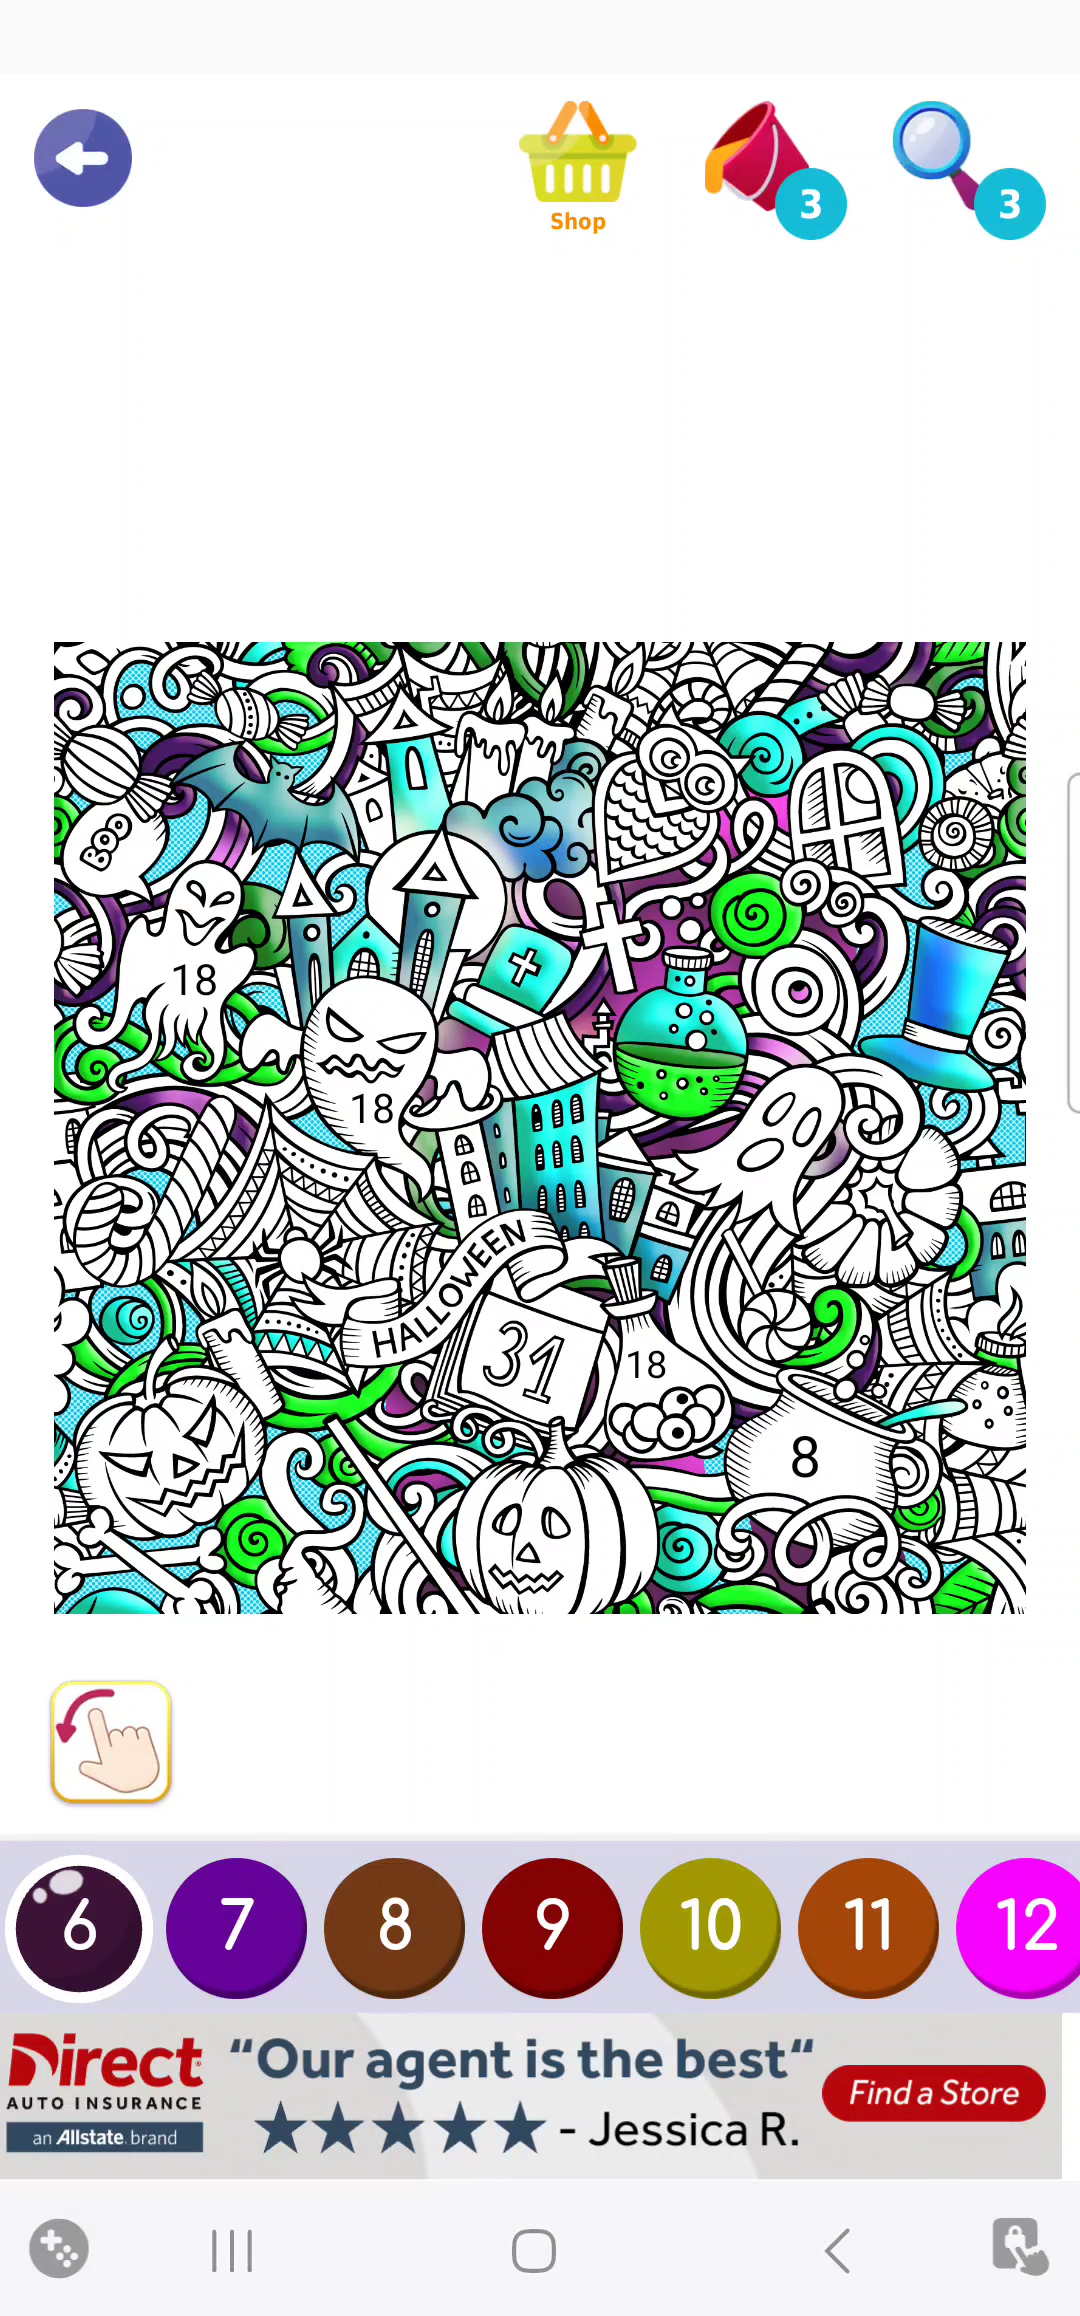 Shop
3
3
BOO
18
18
HALLOWEEN
31
18
8
6
7
8
9
10
11
12
Direct
AUTO INSURANCE
an Allstate brand
“Our agent is the best“
- Jessica R.
Find a Store